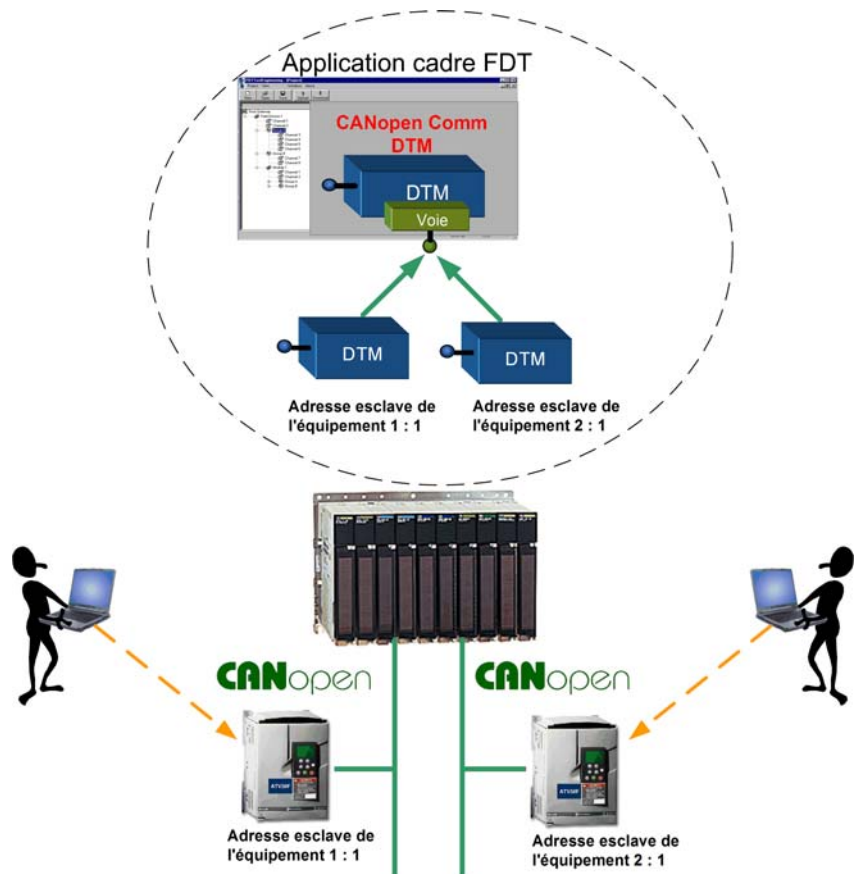 Application cadre FDT
CANopen Comm
DTM
DTM
Voie
DTM
DTM
Adresse esclave de
l'équipement 1 : 1
Adresse esclave de
l'équipement 2 : 1
CANopen
CANopen
Adresse esclave de
l'équipement 1 : 1
Adresse esclave de
l'équipement 2 : 1